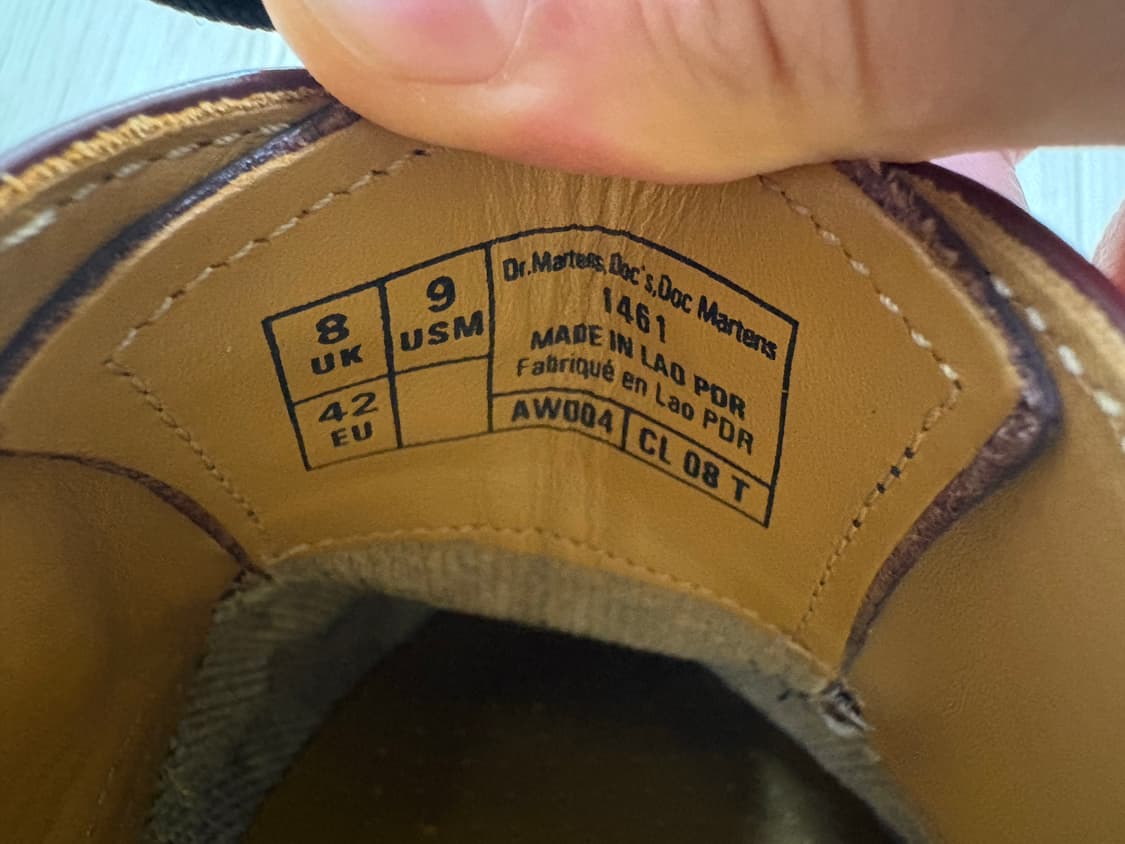 8
UK
9
USM
42
EU
Dr.Martens,Doc's,Doc Martens
1461
MADE IN LAO PDR
Fabriqué en Lao PDR
AW004
CL 08 T